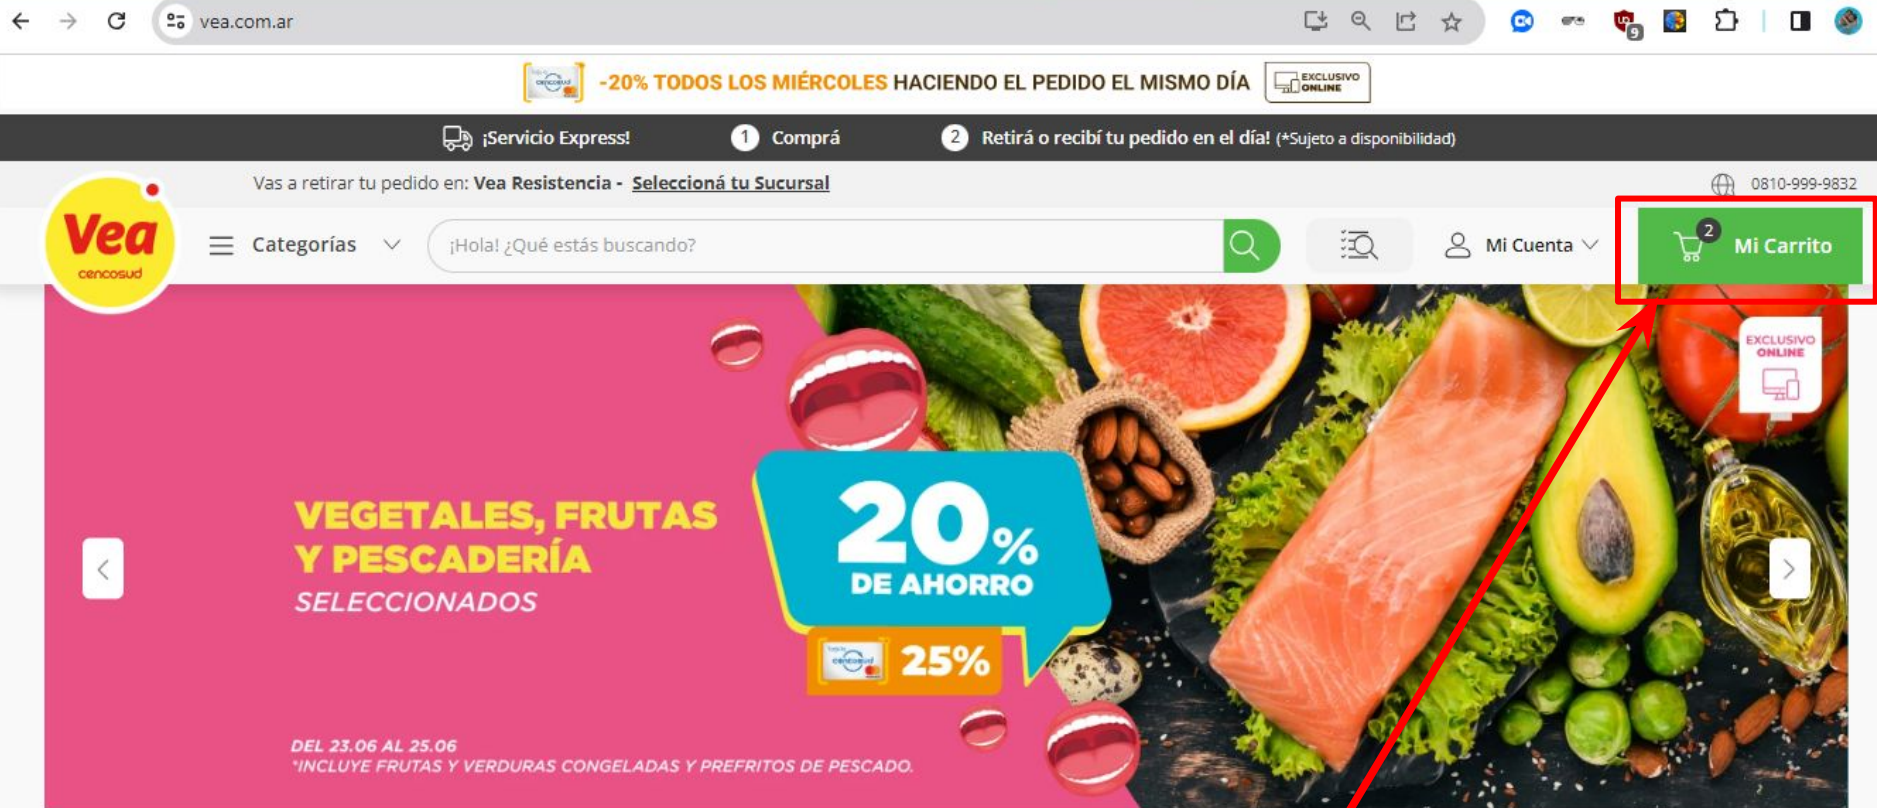 vea.com.ar
9
cencosud
-20% TODOS LOS MIÉRCOLES HACIENDO EL PEDIDO EL MISMO DÍA
EXCLUSIVO
ONLINE
¡Servicio Express!
1 Comprá
2 Retirá o recibí tu pedido en el día! (*Sujeto a disponibilidad)
Vas a retirar tu pedido en: Vea Resistencia - Seleccioná tu Sucursal
0810-999-9832
Vea
cencosud
Categorías
¡Hola! ¿Qué estás buscando?
Mi Cuenta
2
Mi Carrito
EXCLUSIVO
ONLINE
VEGETALES, FRUTAS
Y PESCADERÍA
SELECCIONADOS
20%
DE AHORRO
cencosud
25%
DEL 23.06 AL 25.06
*INCLUYE FRUTAS Y VERDURAS CONGELADAS Y PREFRITOS DE PESCADO.